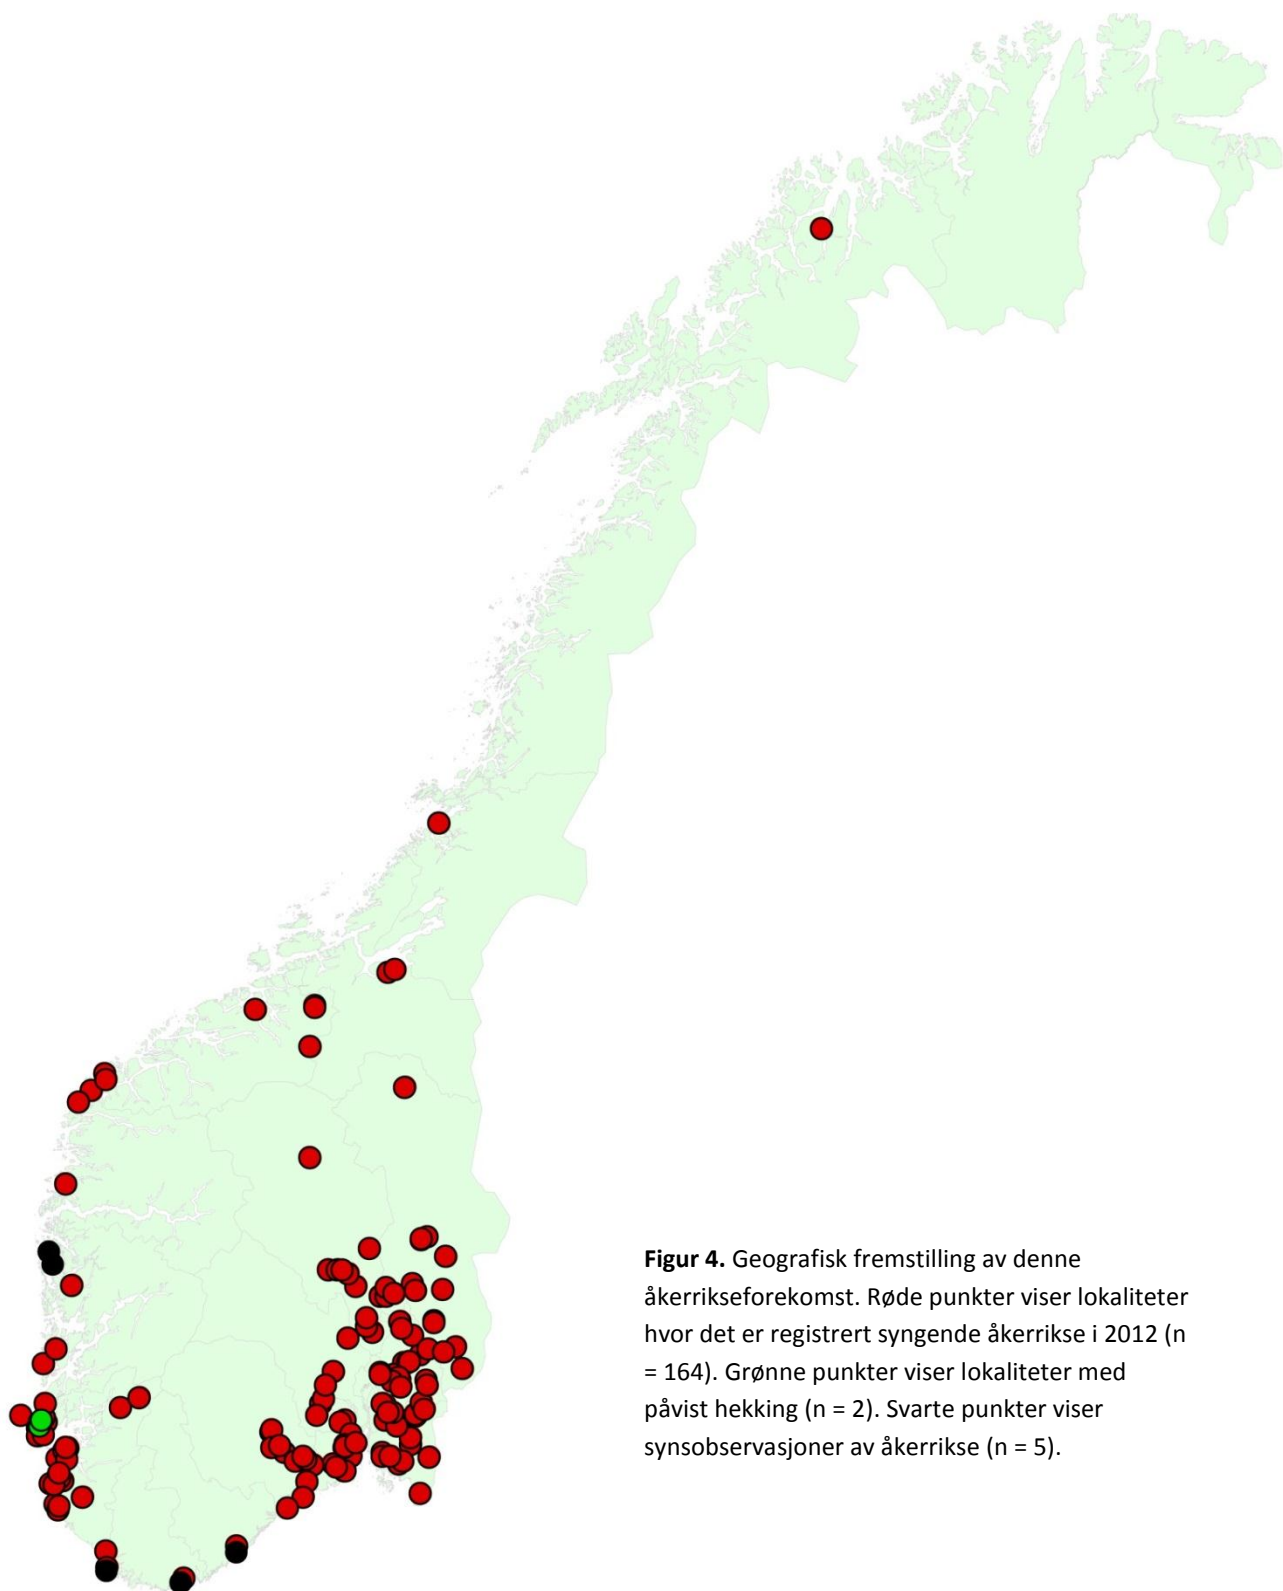 Figur 4. Geografisk fremstilling av denne
åkerrikseforekomst. Røde punkter viser lokaliteter
hvor det er registrert syngende åkerrikse i 2012 (n
= 164). Grønne punkter viser lokaliteter med
påvist hekking (n = 2). Svarte punkter viser
synsobservasjoner av åkerrikse (n = 5).